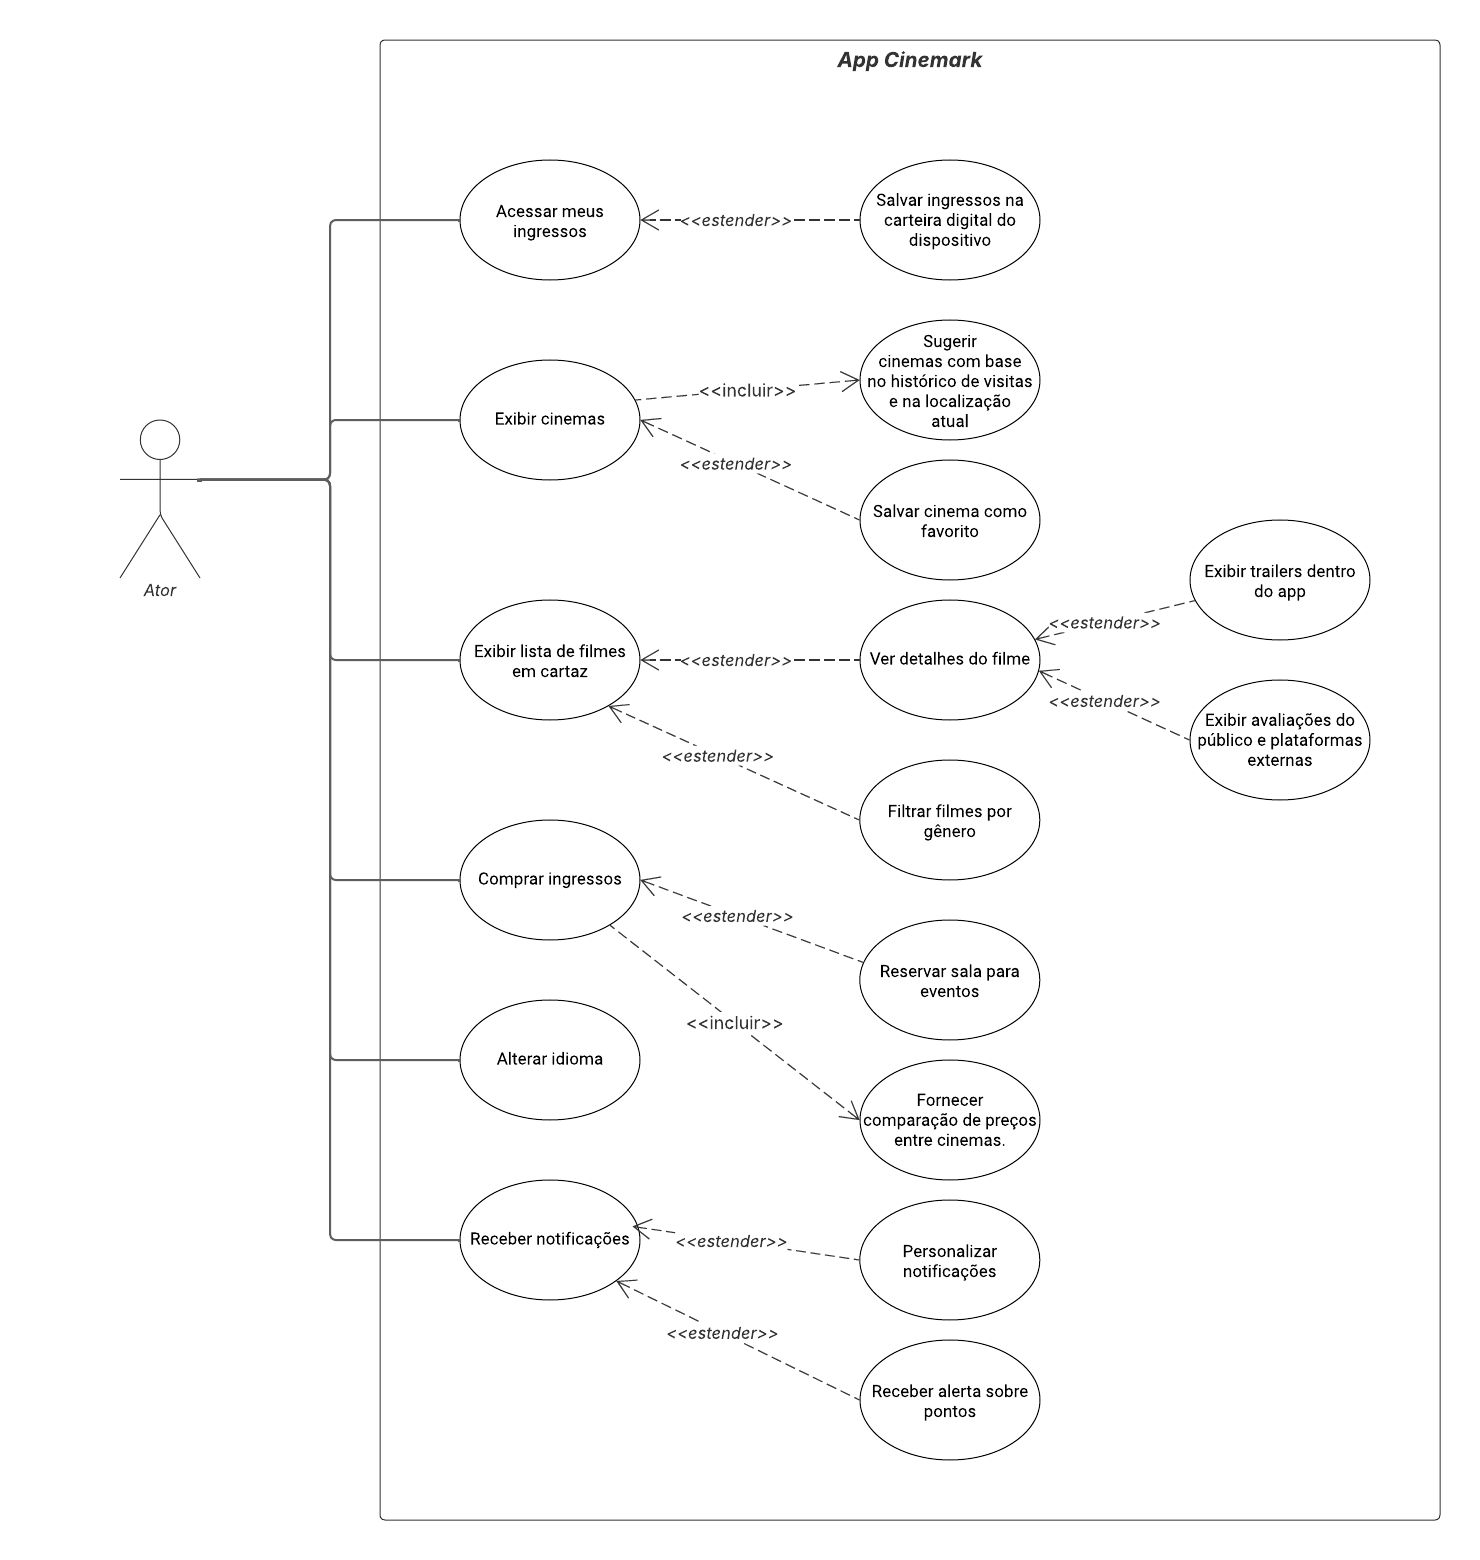 App Cinemark
Acessar meus
ingressos
<<estender>>
Salvar ingressos na
carteira digital do
dispositivo
Exibir cinemas
<<incluir>>
Sugerir
cinemas com base
no histórico de visitas
e na localização
atual
<<estender>>
Salvar cinema como
favorito
Ator
Exibir lista de filmes
em cartaz
<<estender>>
Ver detalhes do filme
<<estender>>
Exibir trailers dentro
do app
<<estender>>
Exibir avaliações do
público e plataformas
externas
<<estender>>
Filtrar filmes por
gênero
Comprar ingressos
<<estender>>
Reservar sala para
eventos
<<incluir>>
Fornecer
comparação de preços
entre cinemas.
Alterar idioma
Receber notificações
<<estender>>
Personalizar
notificações
<<estender>>
Receber alerta sobre
pontos